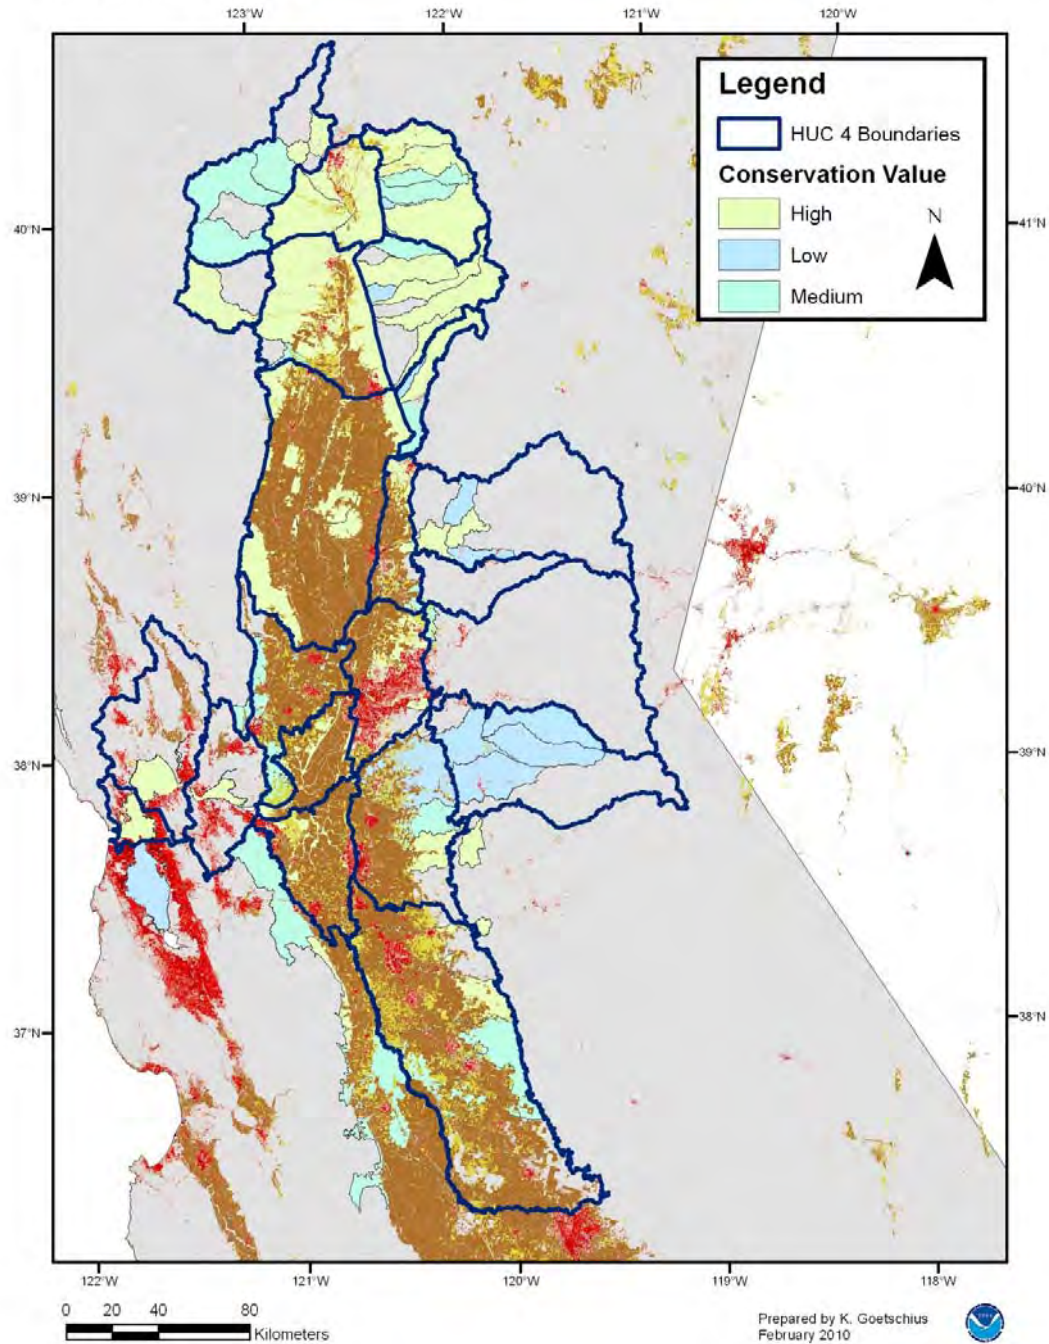 123°W 122°W 121°W 120°W
Legend
HUC 4 Boundaries
Conservation Value
High
N
Low
Medium
40°N
41°N
39°N
40°N
38°N
39°N
37°N
38°N
122°W 121°W 120°W 119°W 118°W
0 20 40 80
Kilometers
Prepared by K. Goetschius
February 2010